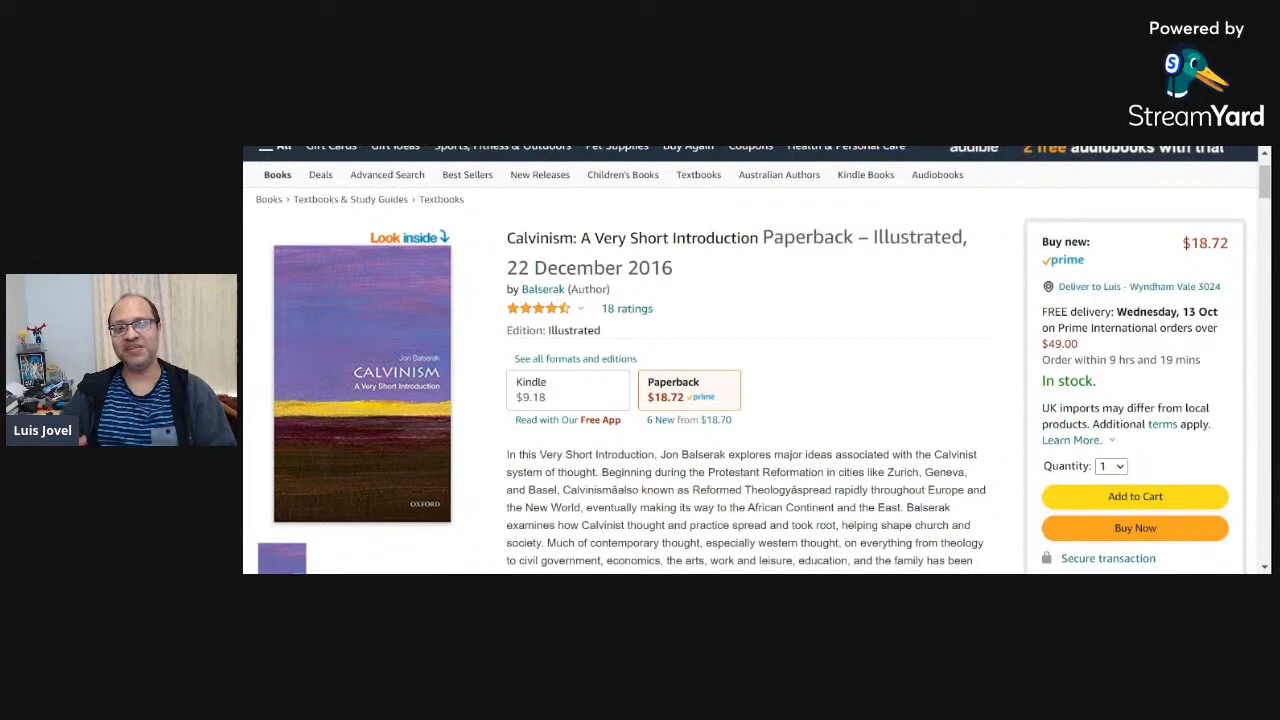 Powered by
StreamYard
All Gift Cards Gift Ideas Sports, Fitness & Outdoors Pet Supplies Buy Again Coupons Health & Personal Care
audible 2 free audiobooks with trial
Books Deals Advanced Search Best Sellers New Releases Children's Books Textbooks Australian Authors Kindle Books Audiobooks
Books › Textbooks & Study Guides › Textbooks
Look inside
Jon Balserak
CALVINISM
A Very Short Introduction
OXFORD
Calvinism: A Very Short Introduction Paperback – Illustrated,
22 December 2016
by Balserak (Author)
18 ratings
Edition: Illustrated
See all formats and editions
Kindle
$9.18
Paperback
$18.72 prime
Read with Our Free App
6 New from $18.70
In this Very Short Introduction, Jon Balserak explores major ideas associated with the Calvinist
system of thought. Beginning during the Protestant Reformation in cities like Zurich, Geneva,
and Basel, Calvinismâalso known as Reformed Theologyâspread rapidly throughout Europe and
the New World, eventually making its way to the African Continent and the East. Balserak
examines how Calvinist thought and practice spread and took root, helping shape church and
society. Much of contemporary thought, especially western thought, on everything from theology
to civil government, economics, the arts, work and leisure, education, and the family has been
Buy new: $18.72
prime
Deliver to Luis - Wyndham Vale 3024
FREE delivery: Wednesday, 13 Oct
on Prime International orders over
$49.00
Order within 9 hrs and 19 mins
In stock.
UK imports may differ from local
products. Additional terms apply.
Learn More.
Quantity: 1
Add to Cart
Buy Now
Secure transaction
Luis Jovel